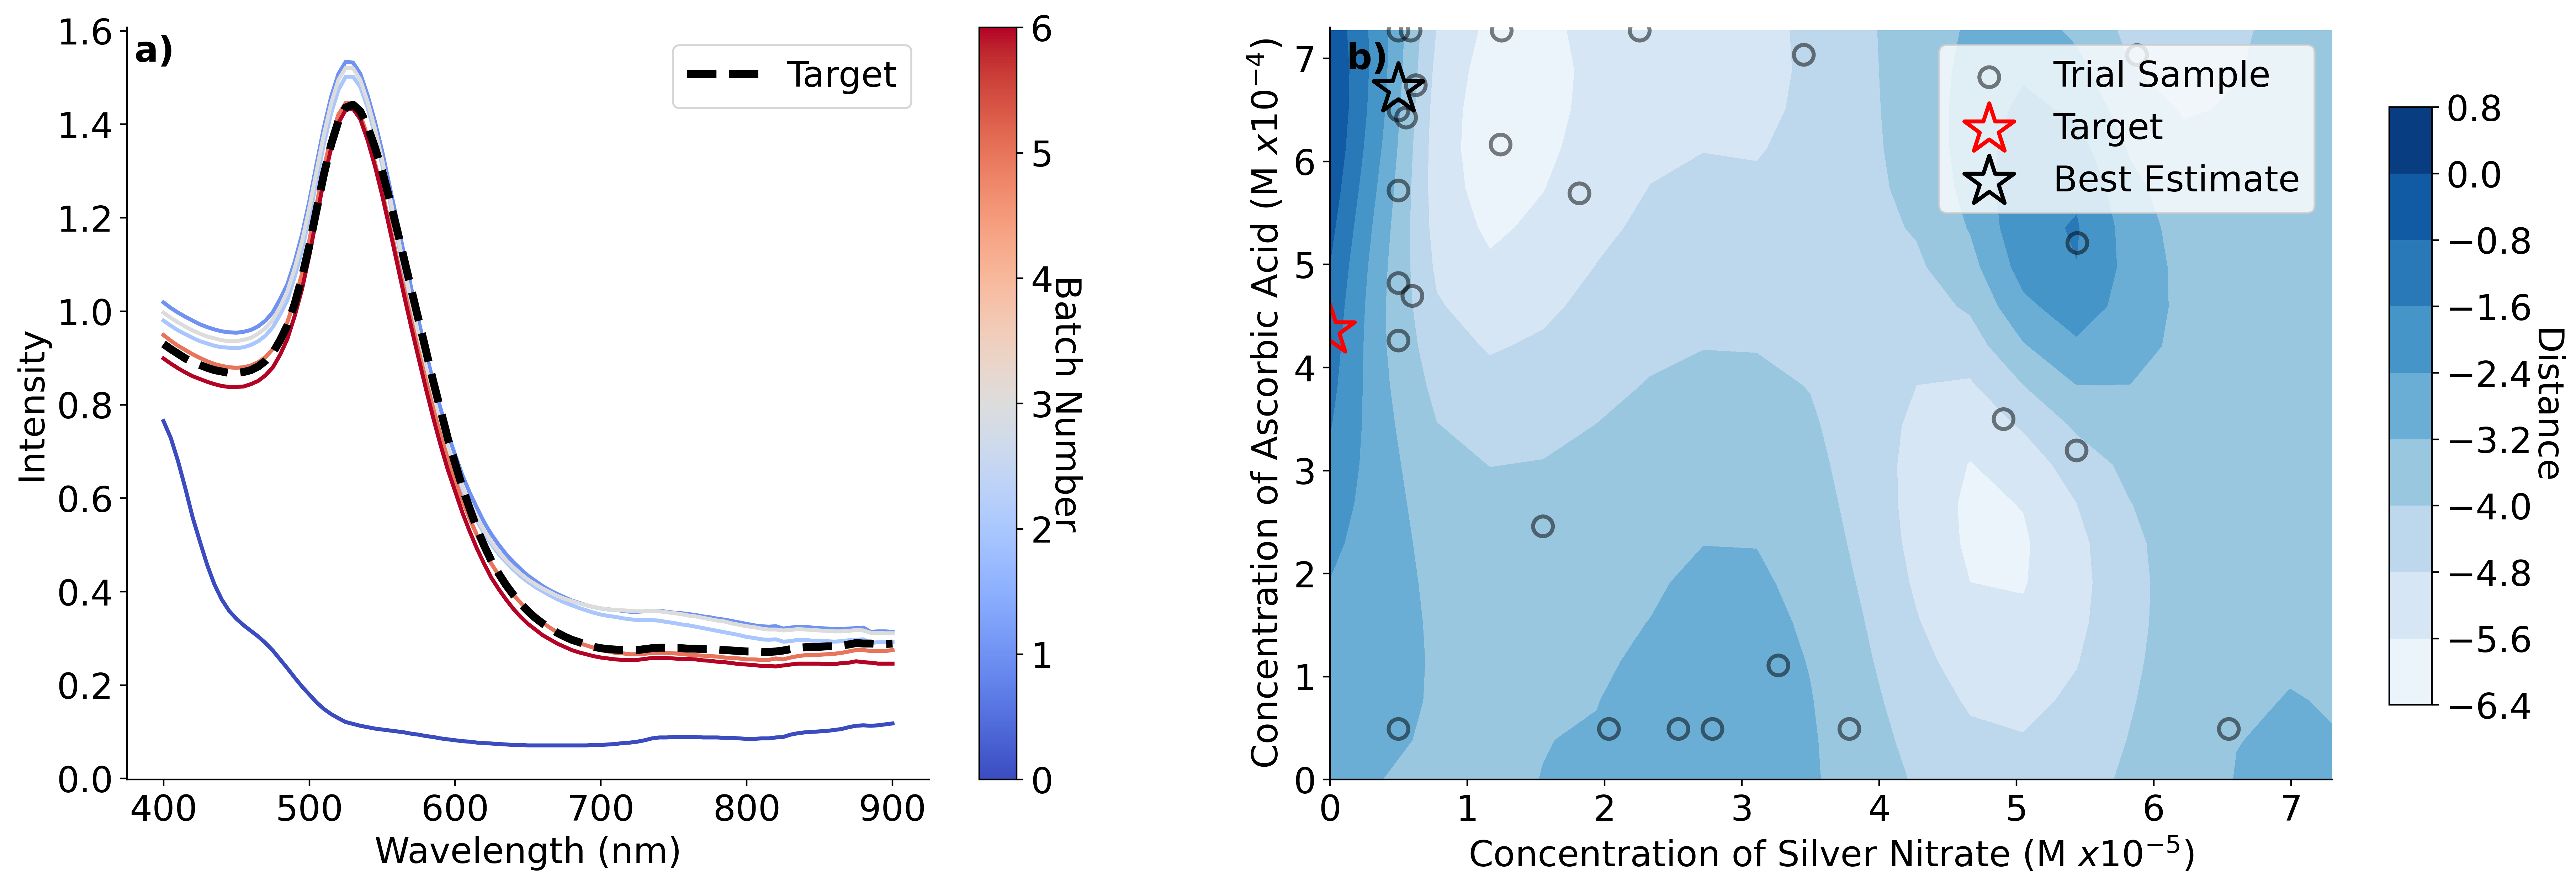 a)
Target
Intensity
1.6
1.4
1.2
1.0
0.8
0.6
0.4
0.2
0.0
400 500 600 700 800 900
Wavelength (nm)
6
5
4
3
2
1
0
Batch Number
b)
Trial Sample
Target
Best Estimate
Concentration of Ascorbic Acid (M x10⁻⁴)
7
6
5
4
3
2
1
0
0 1 2 3 4 5 6 7
Concentration of Silver Nitrate (M x10⁻⁵)
0.8
0.0
−0.8
−1.6
−2.4
−3.2
−4.0
−4.8
−5.6
−6.4
Distance